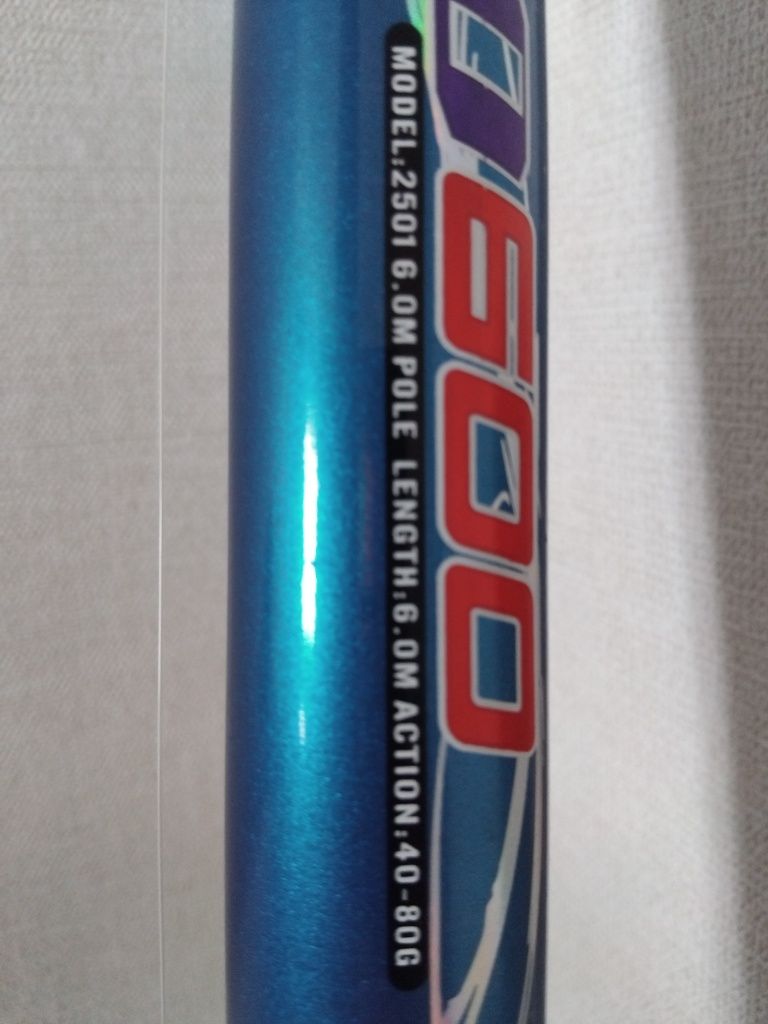 600
MODEL:2501 6.0M POLE LENGTH:6.0M ACTION:40-80G